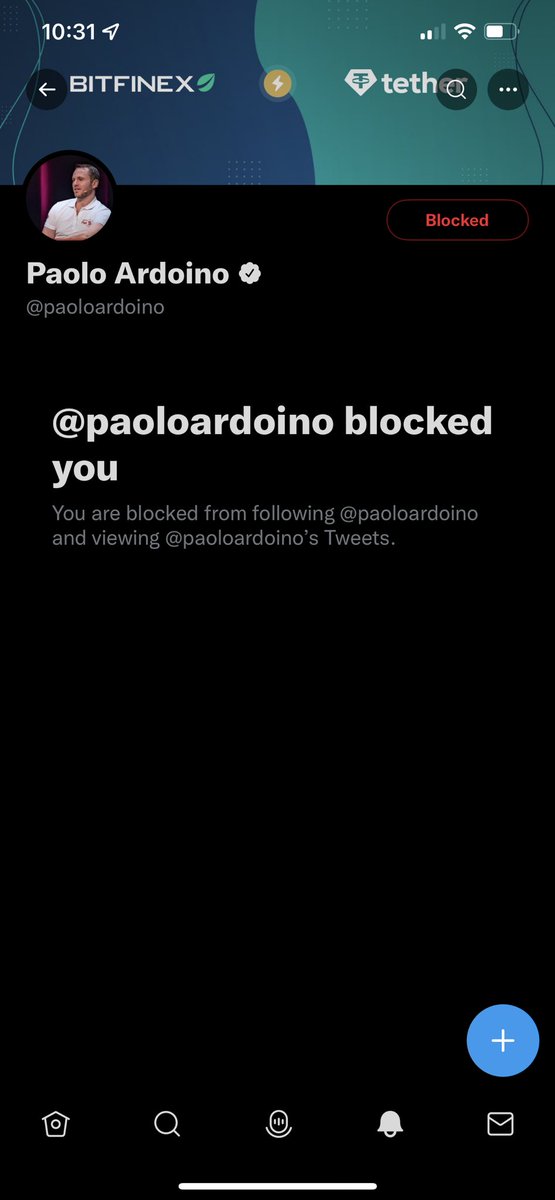 10:31
BITFINEX
tether
Blocked
Paolo Ardoino
@paoloardoino
@paoloardoino blocked
you
You are blocked from following @paoloardoino
and viewing @paoloardoino’s Tweets.